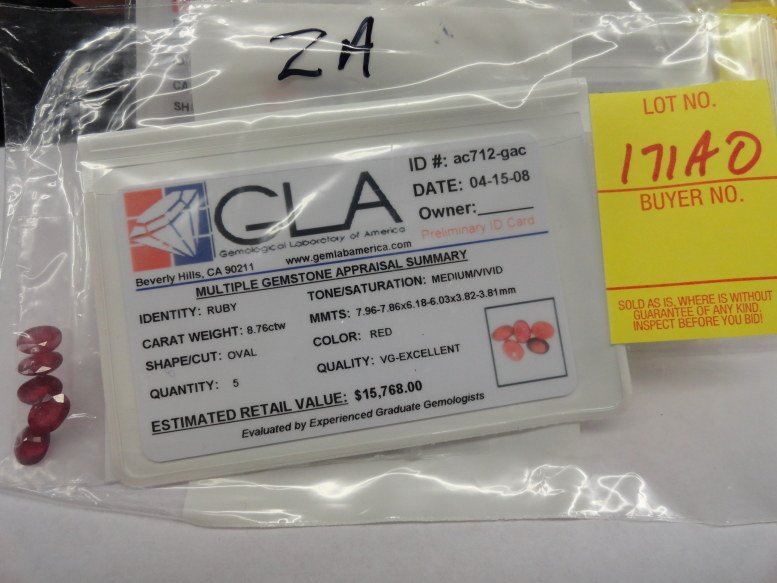 ZA
CA
SH
GLA
Gemological Laboratory of America
www.gemlabamerica.com
Beverly Hills, CA 90211
ID #: ac712-gac
DATE: 04-15-08
Owner:______
Preliminary ID Card
MULTIPLE GEMSTONE APPRAISAL SUMMARY
IDENTITY: RUBY
TONE/SATURATION: MEDIUM/VIVID
CARAT WEIGHT: 8.76ctw
MMTS: 7.96-7.86x6.18-6.03x3.82-3.81mm
SHAPE/CUT: OVAL
COLOR: RED
QUANTITY: 5
QUALITY: VG-EXCELLENT
ESTIMATED RETAIL VALUE: $15,768.00
Evaluated by Experienced Graduate Gemologists
LOT NO.
171AD
BUYER NO.
SOLD AS IS, WHERE IS WITHOUT
GUARANTEE OF ANY KIND.
INSPECT BEFORE YOU BID!